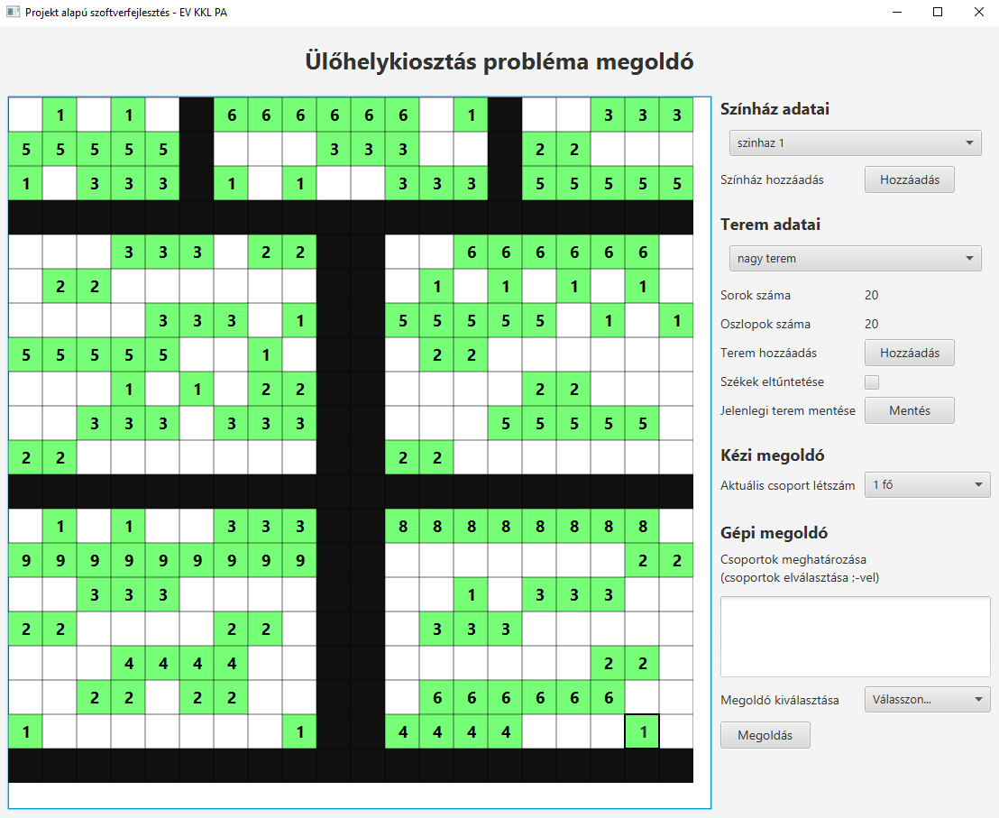 Projekt alapú szoftverfejlesztés - EV KKL PA
Ülőhelykiosztás probléma megoldó
1 1 6 6 6 6 6 6 1 3 3 3
5 5 5 5 5 3 3 3 2 2
1 3 3 3 1 1 3 3 3 5 5 5 5 5
3 3 3 2 2 6 6 6 6 6 6
2 2 1 1 1 1
3 3 3 1 5 5 5 5 5 1 1
5 5 5 5 5 1 2 2
1 1 2 2 2 2
3 3 3 3 3 3 5 5 5 5 5
2 2 2 2
1 1 3 3 3 8 8 8 8 8 8 8 8
9 9 9 9 9 9 9 9 9 2 2
3 3 3 1 3 3 3
2 2 2 2 3 3 3
4 4 4 4 2 2
2 2 2 2 6 6 6 6 6 6
1 1 4 4 4 4 1
Színház adatai
szinhaz 1
Színház hozzáadás Hozzáadás
Terem adatai
nagy terem
Sorok száma 20
Oszlopok száma 20
Terem hozzáadás Hozzáadás
Székek eltűntetése
Jelenlegi terem mentése Mentés
Kézi megoldó
Aktuális csoport létszám 1 fő
Gépi megoldó
Csoportok meghatározása
(csoportok elválasztása ;-vel)
Megoldó kiválasztása Válasszon...
Megoldás